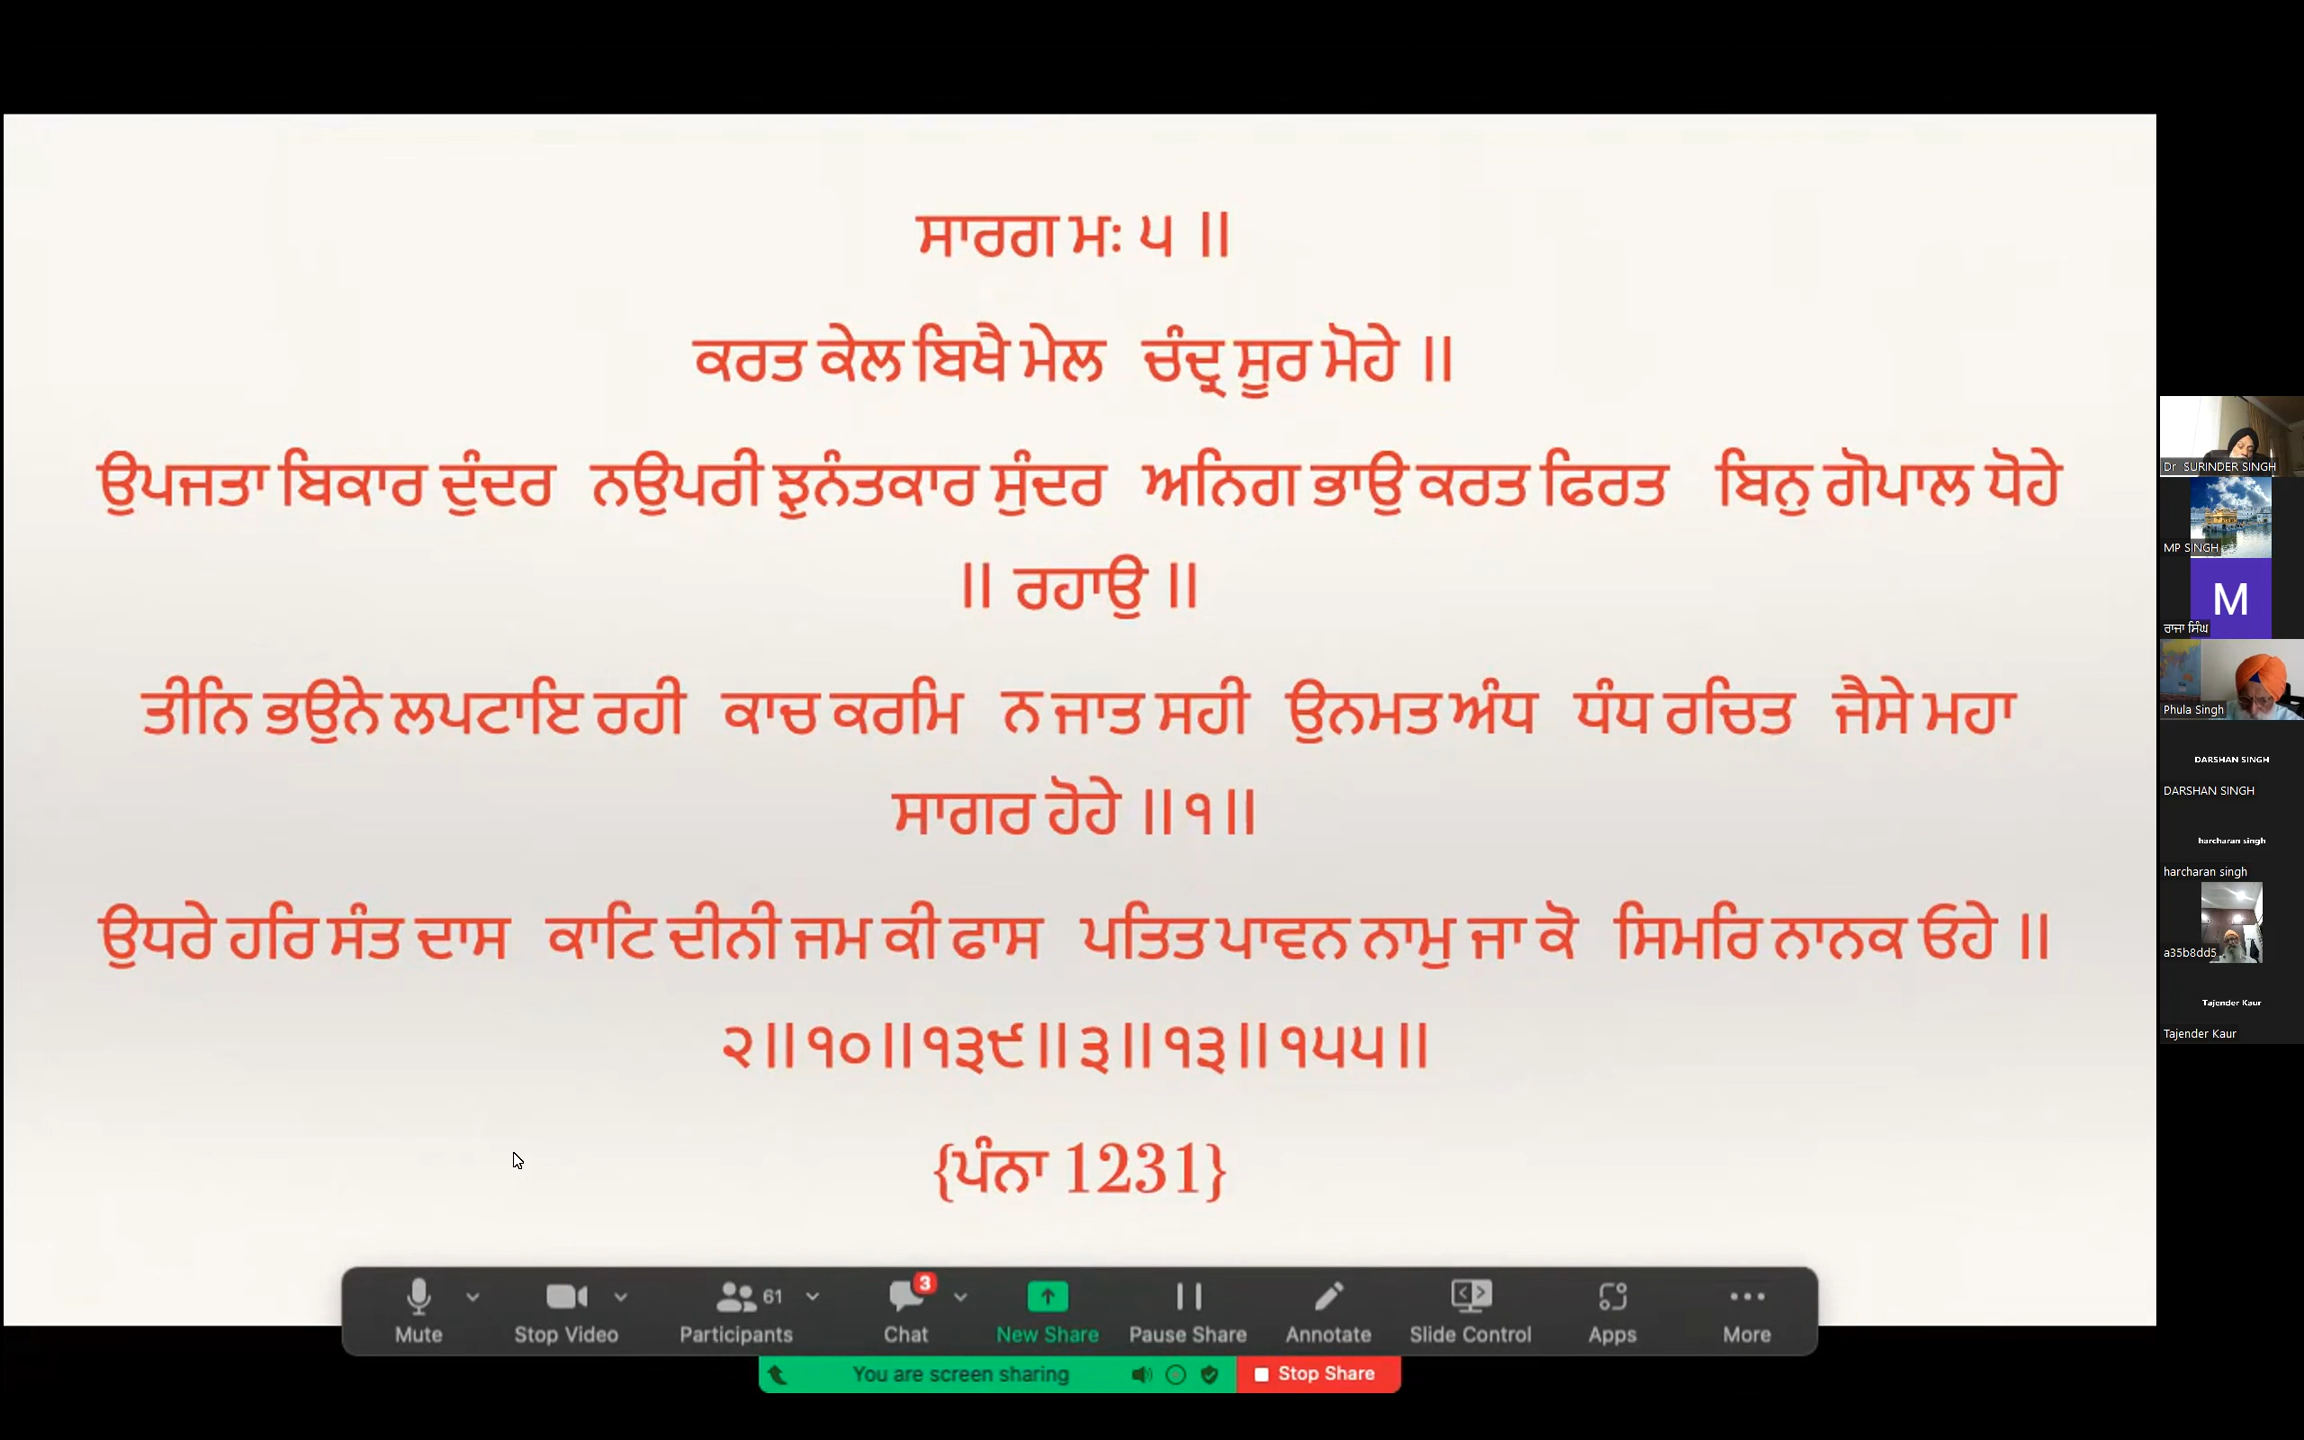 ਸਾਰਗ ਮਃ ੫ ॥
ਕਰਤ ਕੇਲ ਬਿਖੈ ਮੇਲ ਚੰਦ੍ਰ ਸੂਰ ਮੋਹੇ ॥
ਉਪਜਤਾ ਬਿਕਾਰ ਦੁੰਦਰ ਨਉਪਰੀ ਝੁਨੰਤਕਾਰ ਸੁੰਦਰ ਅਨਿਗ ਭਾਉ ਕਰਤ ਫਿਰਤ ਬਿਨੁ ਗੋਪਾਲ ਧੋਹੇ
॥ ਰਹਾਉ ॥
ਤੀਨਿ ਭਉਨੇ ਲਪਟਾਇ ਰਹੀ ਕਾਚ ਕਰਮਿ ਨ ਜਾਤ ਸਹੀ ਉਨਮਤ ਅੰਧ ਧੰਧ ਰਚਿਤ ਜੈਸੇ ਮਹਾ
ਸਾਗਰ ਹੋਹੇ ॥੧॥
ਉਧਰੇ ਹਰਿ ਸੰਤ ਦਾਸ ਕਾਟਿ ਦੀਨੀ ਜਮ ਕੀ ਫਾਸ ਪਤਿਤ ਪਾਵਨ ਨਾਮੁ ਜਾ ਕੋ ਸਿਮਰਿ ਨਾਨਕ ਓਹੇ ॥
੨॥੧੦॥੧੩੯॥੩॥੧੩॥੧੫੫॥
{ਪੰਨਾ 1231}
Dr SURINDER SINGH
MP SINGH
M
ਰਾਜਾ ਸਿੰਘ
Phula Singh
DARSHAN SINGH
DARSHAN SINGH
harcharan singh
harcharan singh
a35b8dd5
Tajender Kaur
Tajender Kaur
61 3
Mute Stop Video Participants Chat New Share Pause Share Annotate Slide Control Apps More
You are screen sharing Stop Share